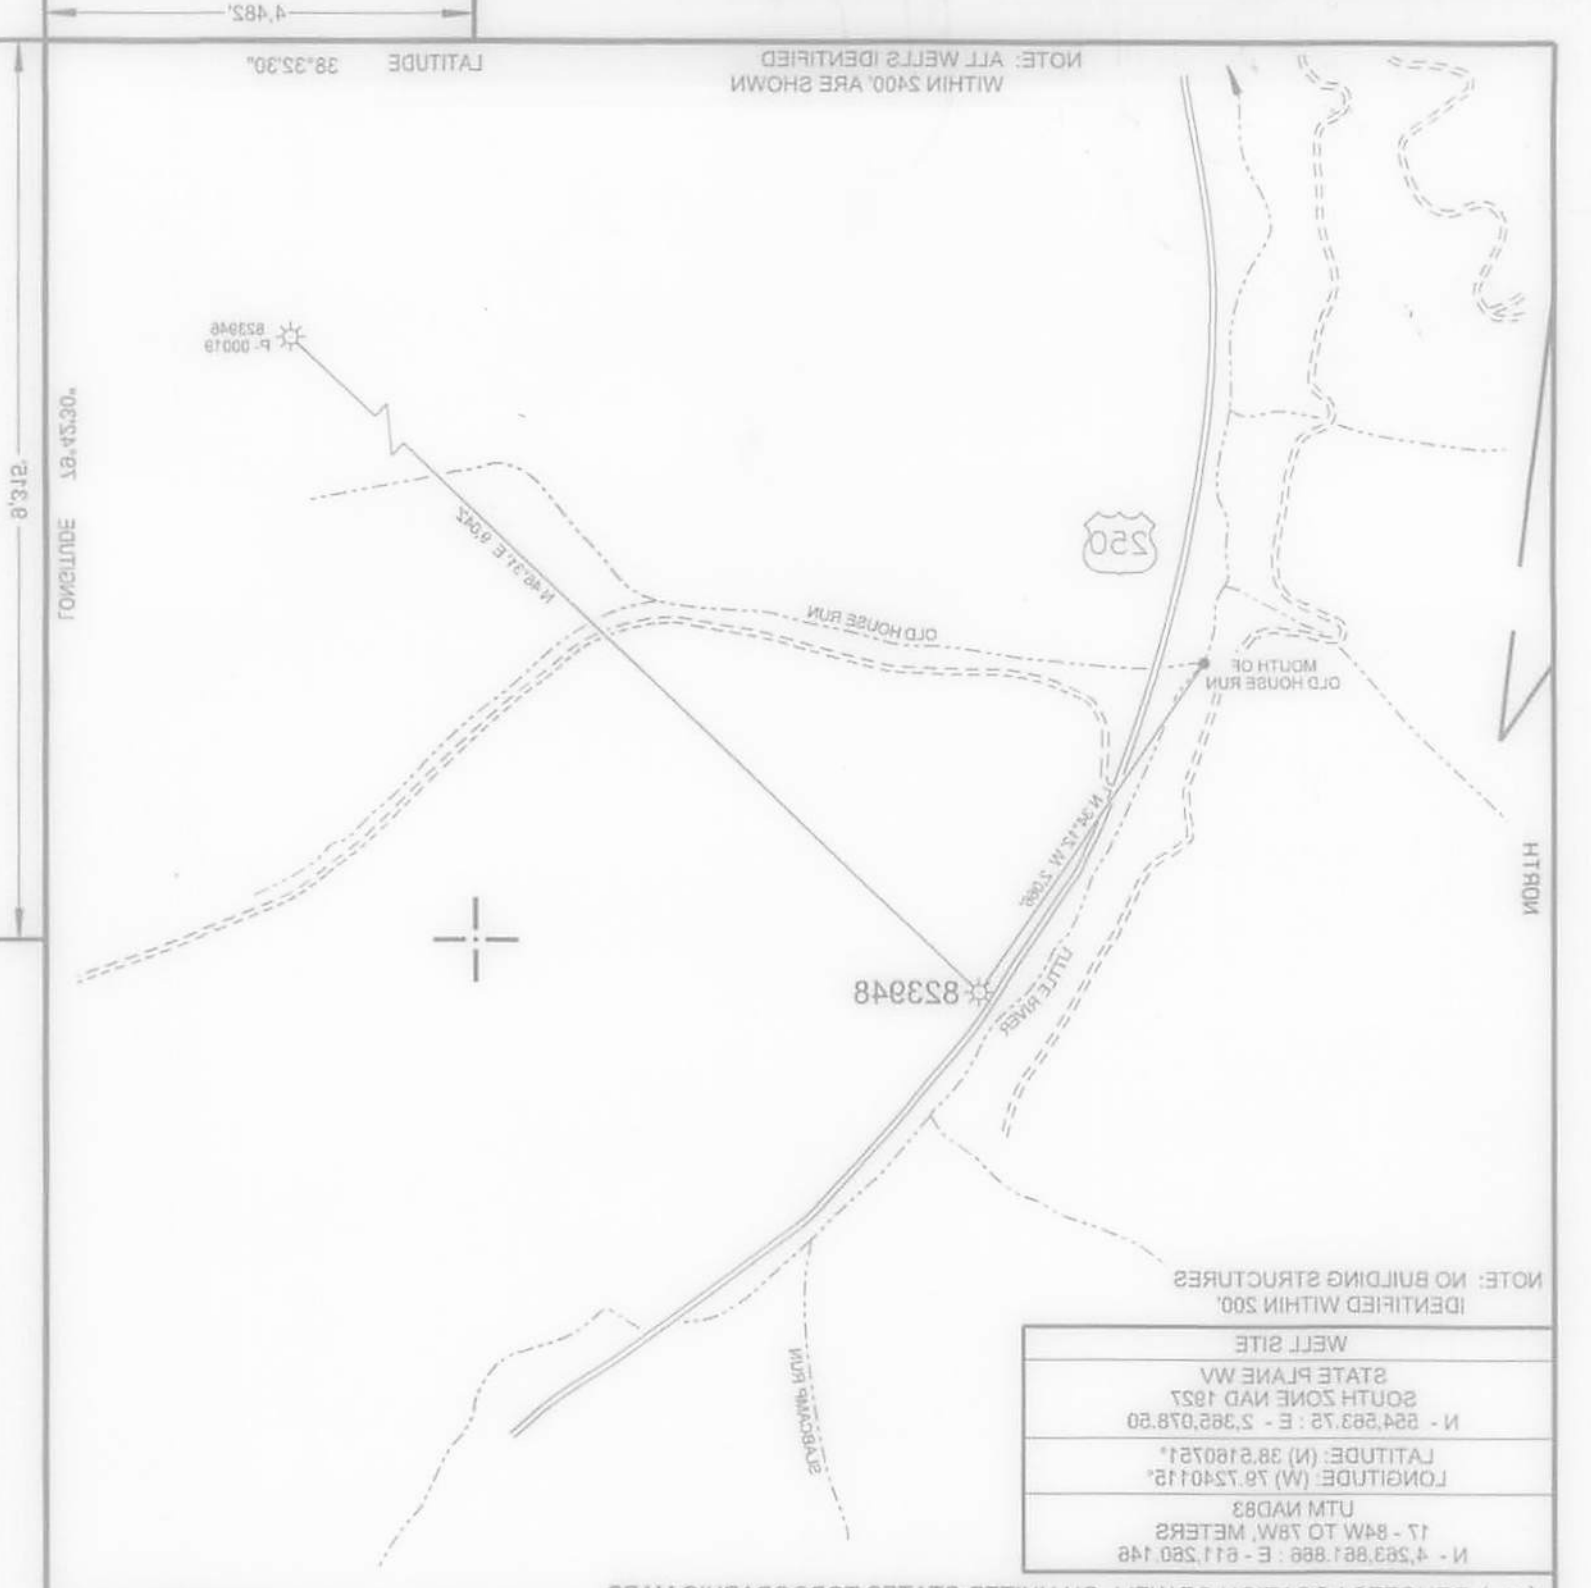 4,482'
LATITUDE 38°32'30"
NOTE: ALL WELLS IDENTIFIED
WITHIN 2400' ARE SHOWN
9,315'
LONGITUDE 79°42'30"
823946
P- 00019
N 46°31' E 9,042'
250
OLD HOUSE RUN
MOUTH OF
OLD HOUSE RUN
N 34°12' W 2,066'
NORTH
823948
LITTLE RIVER
SLABCAMP RUN
NOTE: NO BUILDING STRUCTURES
IDENTIFIED WITHIN 200'
WELL SITE
STATE PLANE WV
SOUTH ZONE NAD 1927
N - 554,563.75 : E - 2,365,078.50
LATITUDE: (N) 38.5160751°
LONGITUDE: (W) 79.7240115°
UTM NAD83
17 - 84W TO 78W, METERS
N - 4,263,861.866 : E - 611,260.146